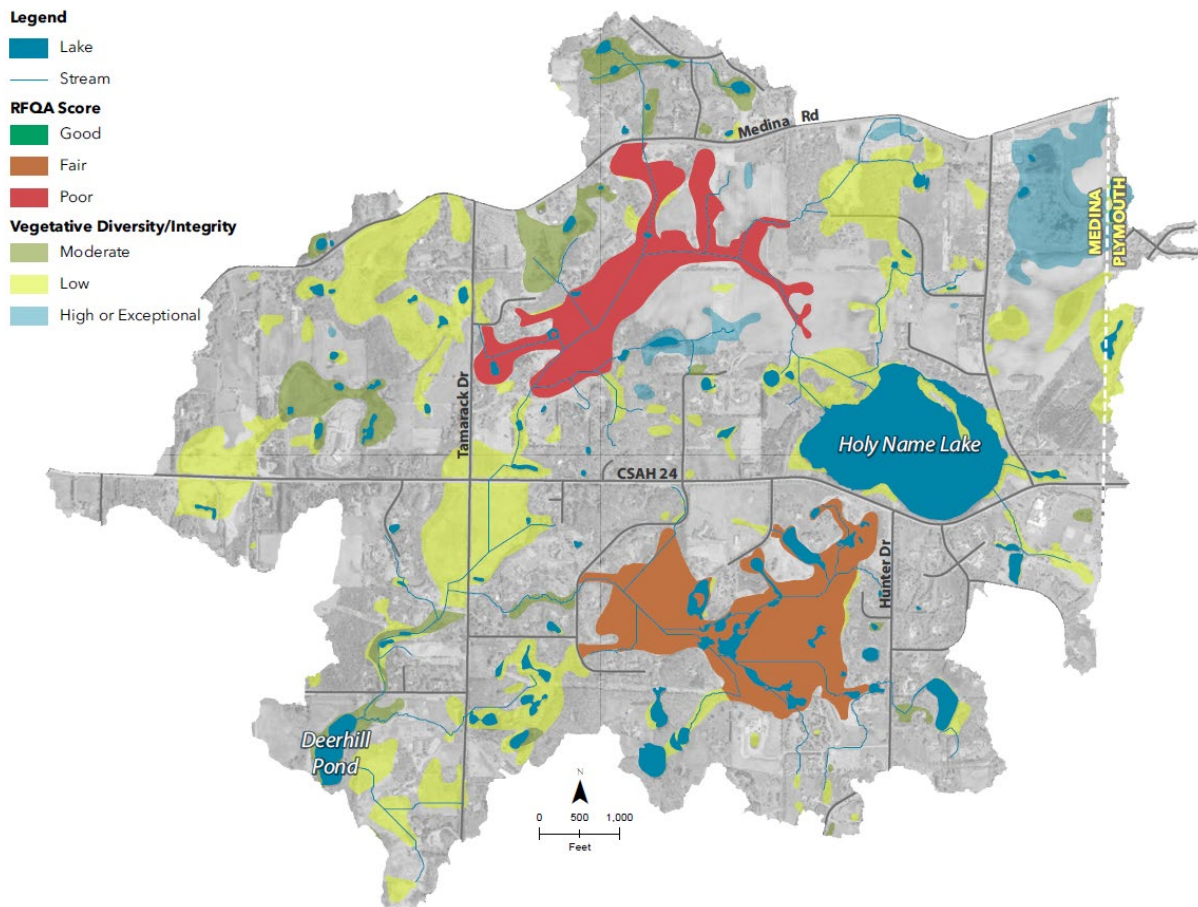 Legend
Lake
Stream
RFQA Score
Good
Fair
Poor
Vegetative Diversity/Integrity
Moderate
Low
High or Exceptional
Medina Rd
MEDINA
PLYMOUTH
Tamarack Dr
Holy Name Lake
CSAH 24
Hunter Dr
Deerhill
Pond
N
0 500 1,000
Feet